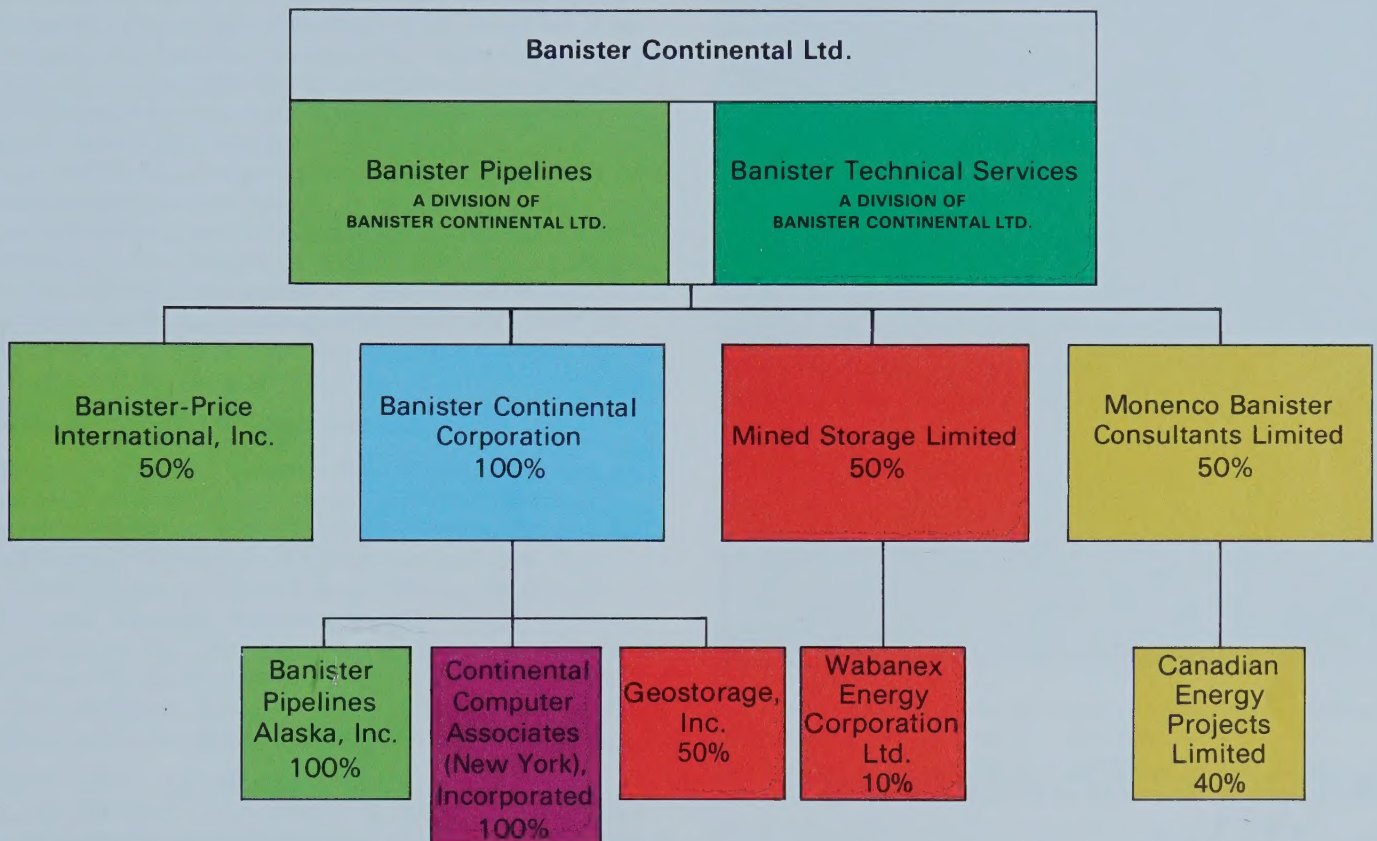 Banister Continental Ltd.
Banister Pipelines
A DIVISION OF
BANISTER CONTINENTAL LTD.
Banister Technical Services
A DIVISION OF
BANISTER CONTINENTAL LTD.
Banister-Price
International, Inc.
50%
Banister Continental
Corporation
100%
Mined Storage Limited
50%
Monenco Banister
Consultants Limited
50%
Banister
Pipelines
Alaska, Inc.
100%
Continental
Computer
Associates
(New York),
Incorporated
100%
Geostorage,
Inc.
50%
Wabanex
Energy
Corporation
Ltd.
10%
Canadian
Energy
Projects
Limited
40%